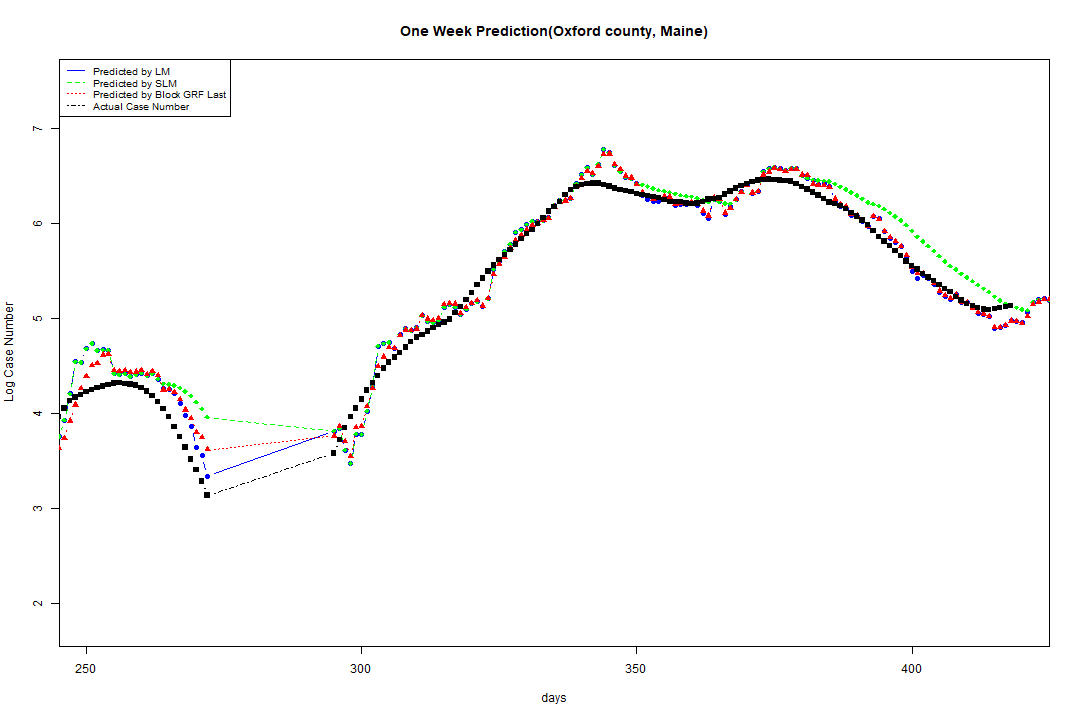 One Week Prediction(Oxford county, Maine)
Predicted by LM
Predicted by SLM
Predicted by Block GRF Last
Actual Case Number
7
6
5
4
3
2
Log Case Number
250 300 350 400
days